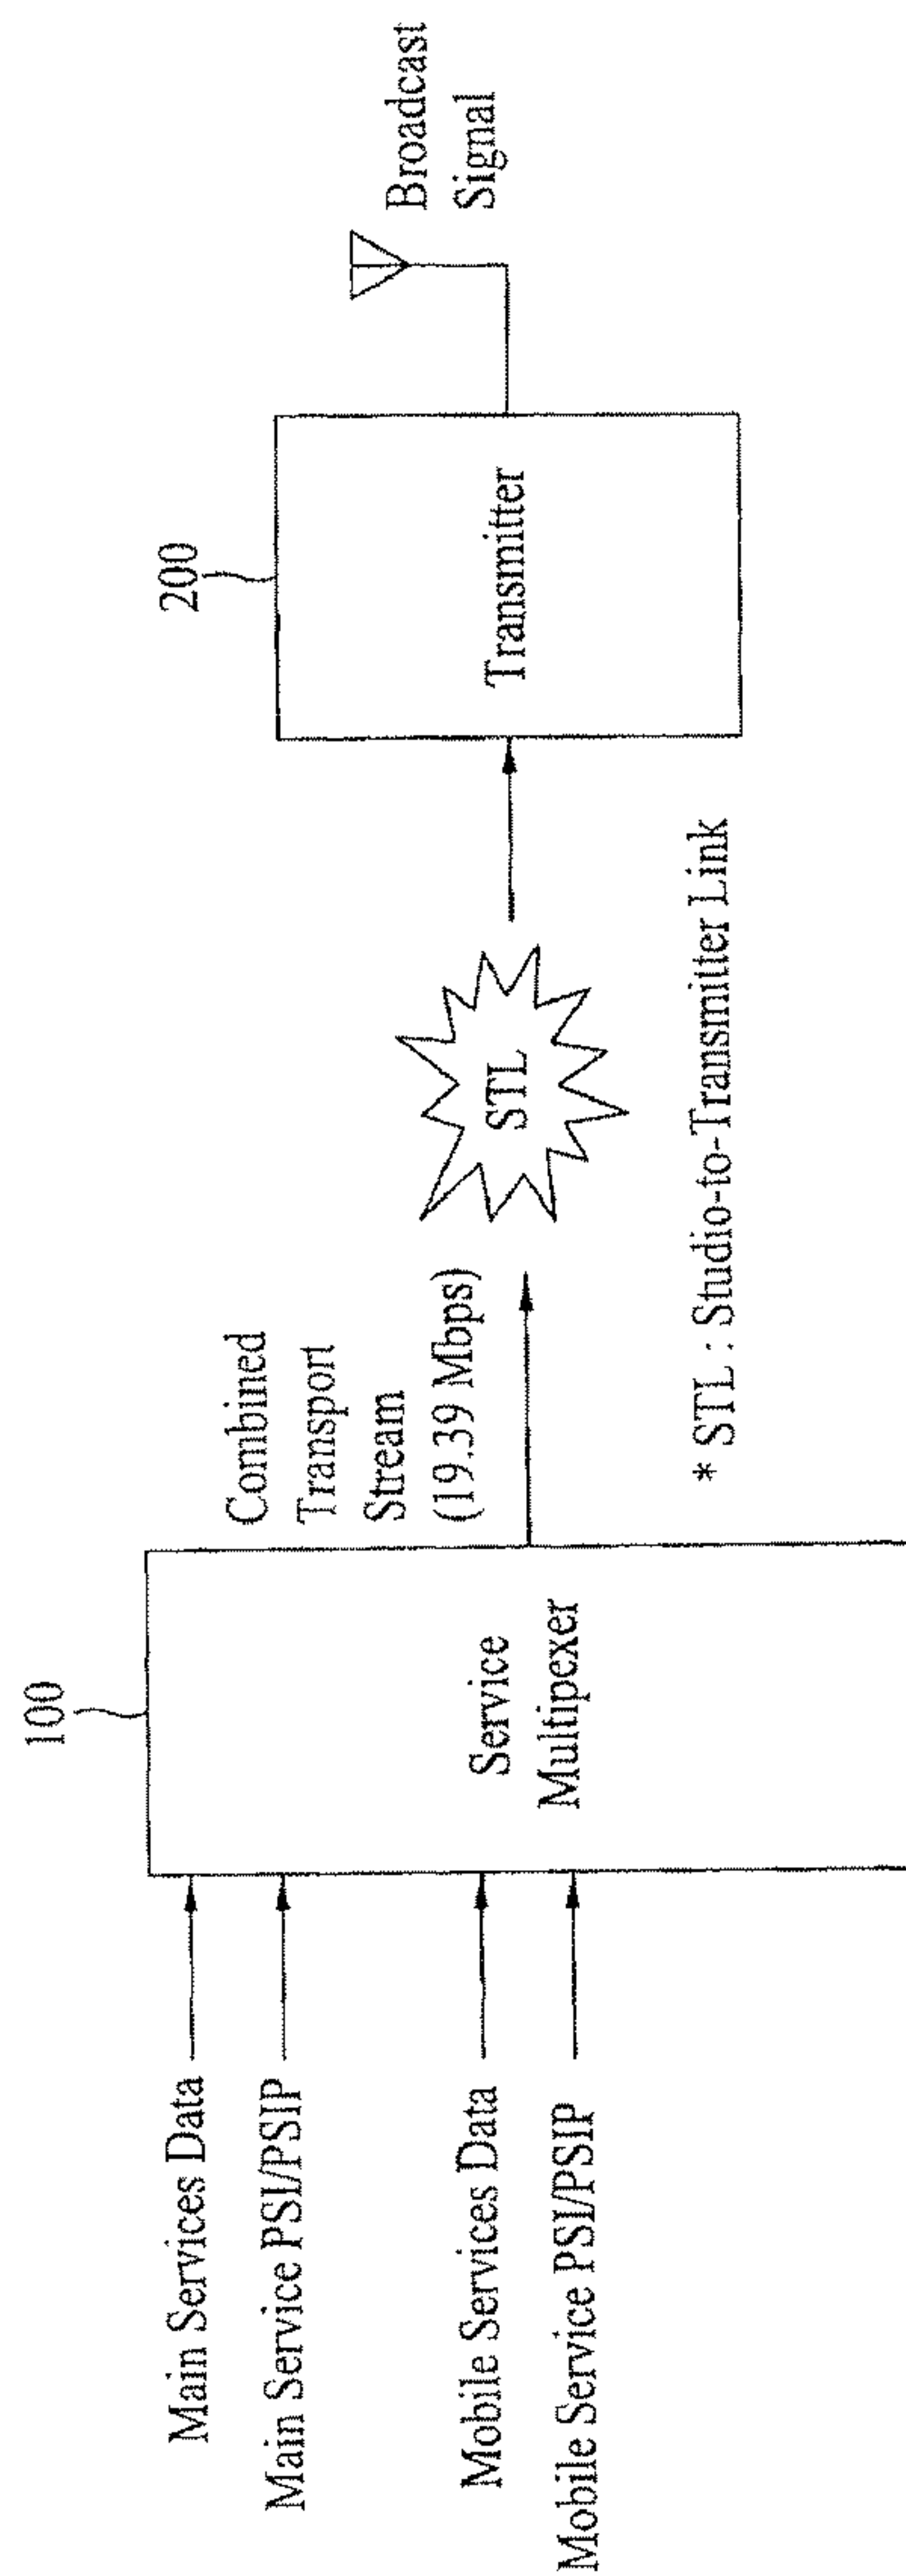 Main Services Data
Main Service PSI/PSIP
Mobile Services Data
Mobile Service PSI/PSIP
100
Service
Multipexer
Combined
Transport
Stream
(19.39 Mbps)
STL
200
Transmitter
Broadcast
Signal
* STL : Studio-to-Transmitter Link